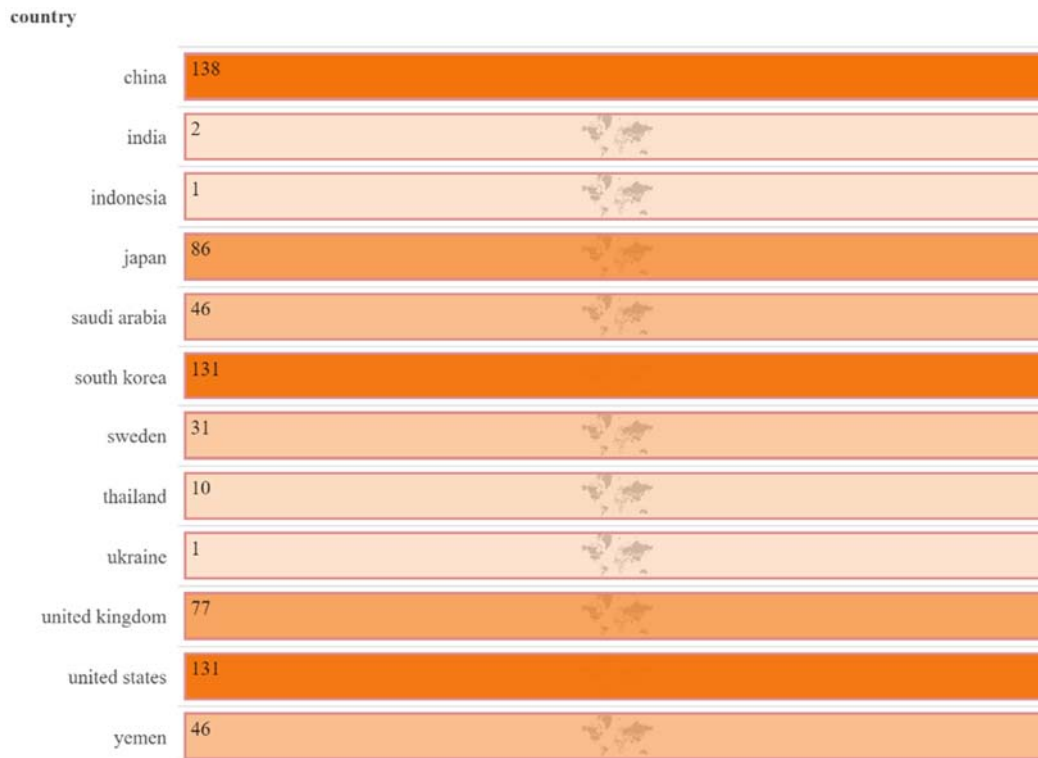 country
china 138
india 2
indonesia 1
japan 86
saudi arabia 46
south korea 131
sweden 31
thailand 10
ukraine 1
united kingdom 77
united states 131
yemen 46